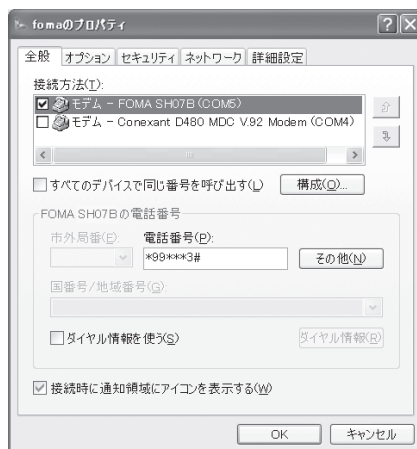 fomaのプロパティ
全般
オプション
セキュリティ
ネットワーク
詳細設定
接続方法(T):
モデム - FOMA SH07B (COM5)
モデム - Conexant D480 MDC V.92 Modem (COM4)
すべてのデバイスで同じ番号を呼び出す(L)
構成(O)...
FOMA SH07Bの電話番号
市外局番(E):
電話番号(P):
*99***3#
その他(N)
国番号/地域番号(G):
ダイヤル情報を使う(S)
ダイヤル情報(R)
接続時に通知領域にアイコンを表示する(W)
OK
キャンセル